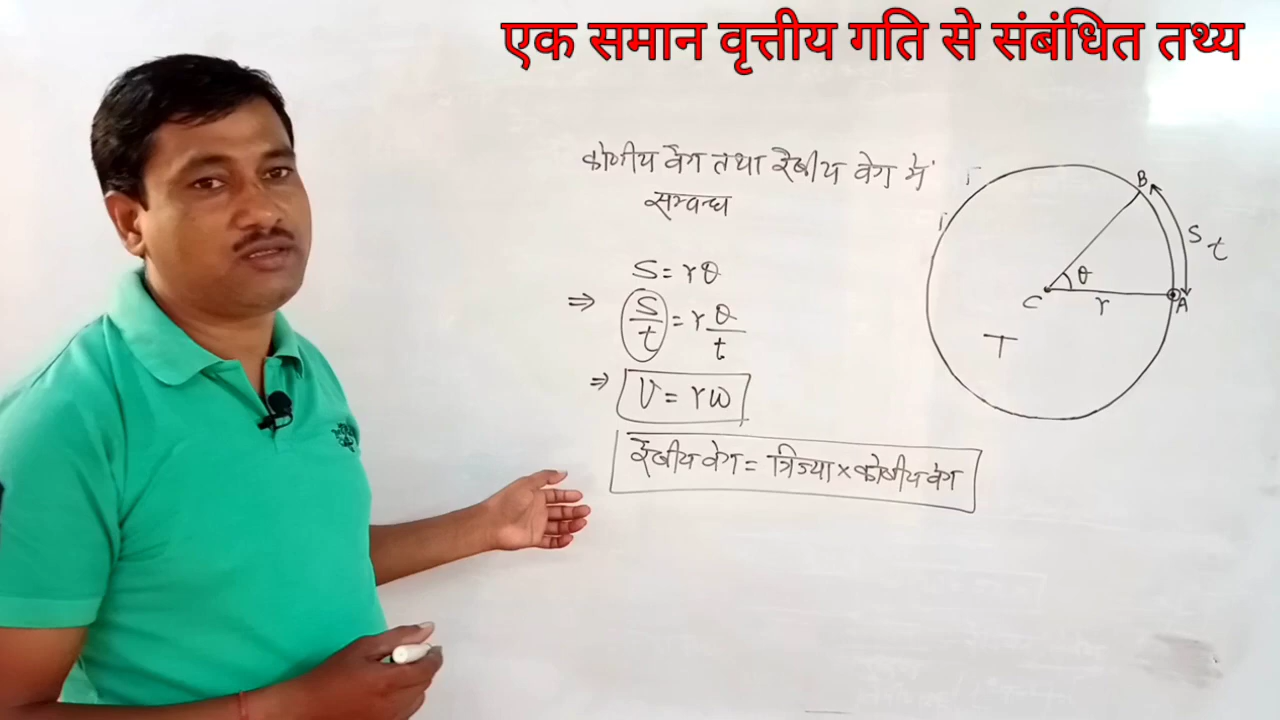 एक समान वृत्तीय गति से संबंधित तथ्य
कोणीय वेग तथा रैखीय वेग में
सम्बन्ध
S = rθ
⇒ S/t = r θ/t
⇒ v = rω
रैखीय वेग = त्रिज्या × कोणीय वेग
B
S
t
θ
C
r
A
T